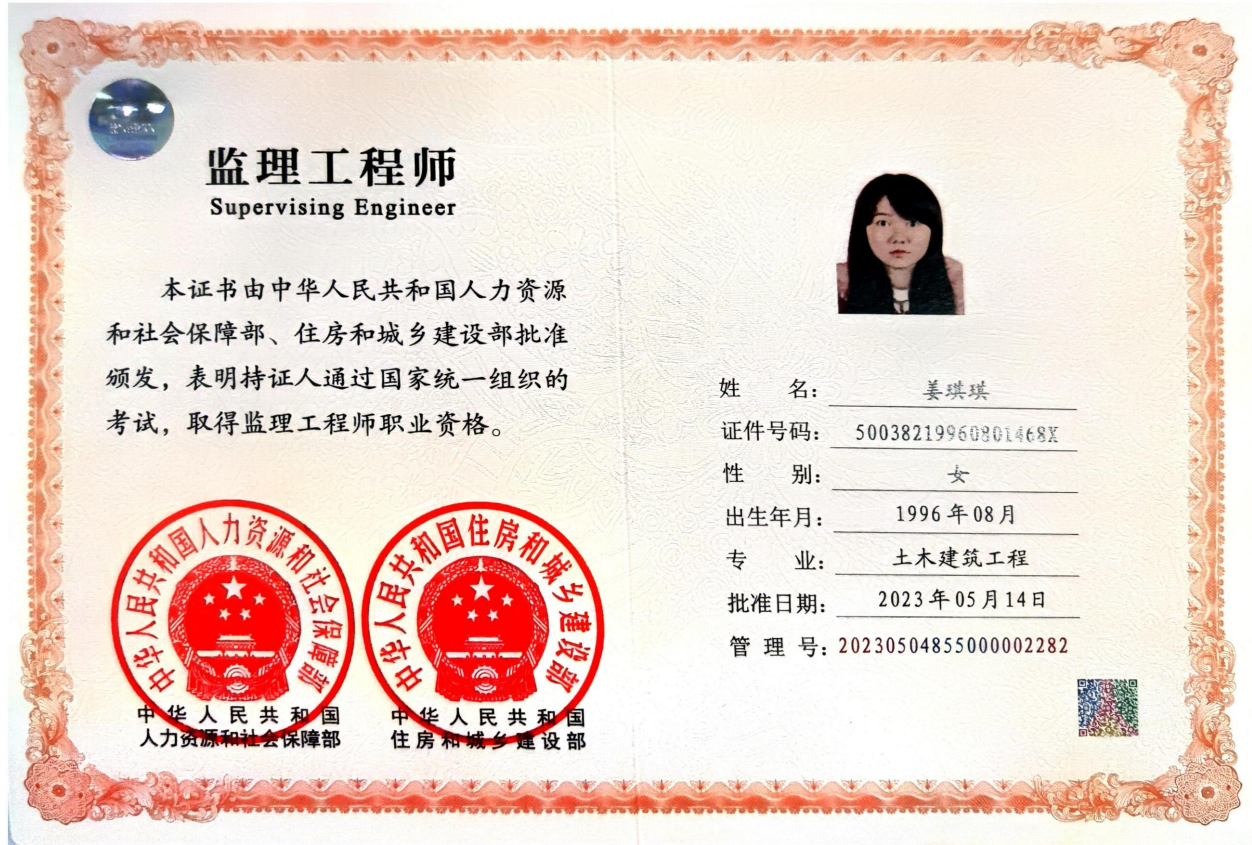 监理工程师
Supervising Engineer
本证书由中华人民共和国人力资源
和社会保障部、住房和城乡建设部批准
颁发，表明持证人通过国家统一组织的
考试，取得监理工程师职业资格。
中华人民共和国人力资源和社会保障部
中华人民共和国
人力资源和社会保障部
中华人民共和国住房和城乡建设部
中华人民共和国
住房和城乡建设部
姓名：姜琪琪
证件号码：50038219960801468X
性别：女
出生年月：1996年08月
专业：土木建筑工程
批准日期：2023年05月14日
管理号：20230504855000002282